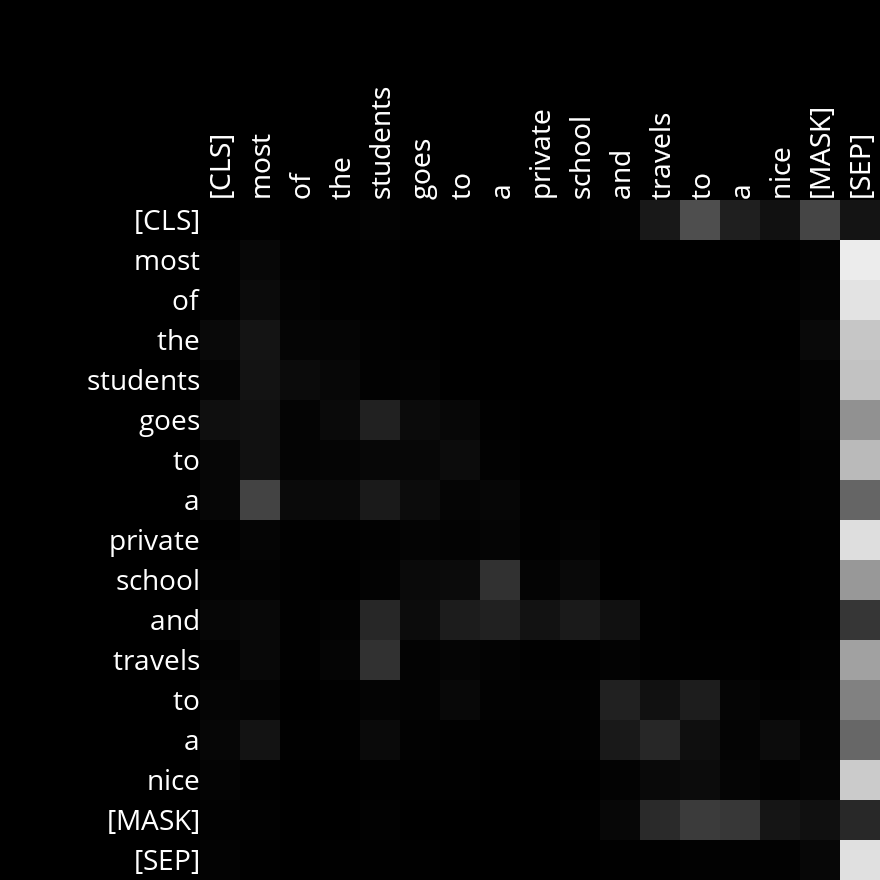 [CLS] most of the students goes to a private school and travels to a nice [MASK] [SEP]
[CLS]
most
of
the
students
goes
to
a
private
school
and
travels
to
a
nice
[MASK]
[SEP]